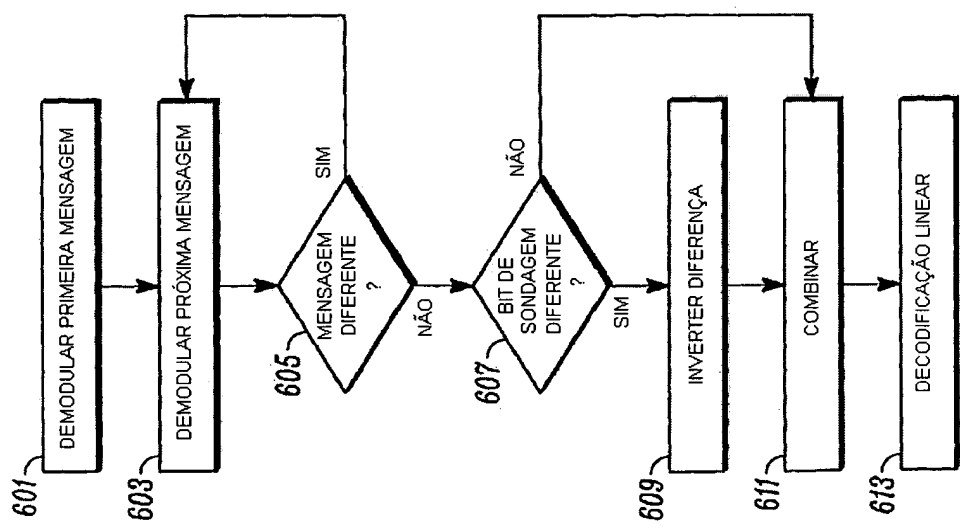 601
DEMODULAR PRIMEIRA MENSAGEM
603
DEMODULAR PRÓXIMA MENSAGEM
605
MENSAGEM
DIFERENTE
?
SIM
NÃO
607
BIT DE
SONDAGEM
DIFERENTE
?
NÃO
SIM
609
INVERTER DIFERENÇA
611
COMBINAR
613
DECODIFICAÇÃO LINEAR